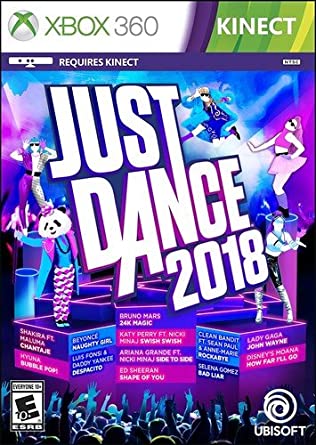 XBOX 360
KINECT
REQUIRES KINECT
NTSC
JUST
DANCE
2018
SHAKIRA FT.
MALUMA
CHANTAJE
HYUNA
BUBBLE POP!
BEYONCÉ
NAUGHTY GIRL
LUIS FONSI &
DADDY YANKEE
DESPACITO
BRUNO MARS
24K MAGIC
KATY PERRY FT. NICKI
MINAJ SWISH SWISH
ARIANA GRANDE FT.
NICKI MINAJ SIDE TO SIDE
ED SHEERAN
SHAPE OF YOU
CLEAN BANDIT
FT. SEAN PAUL
& ANNE-MARIE
ROCKABYE
SELENA GOMEZ
BAD LIAR
LADY GAGA
JOHN WAYNE
DISNEY'S MOANA
HOW FAR I'LL GO
EVERYONE 10+
E
10+
ESRB
UBISOFT